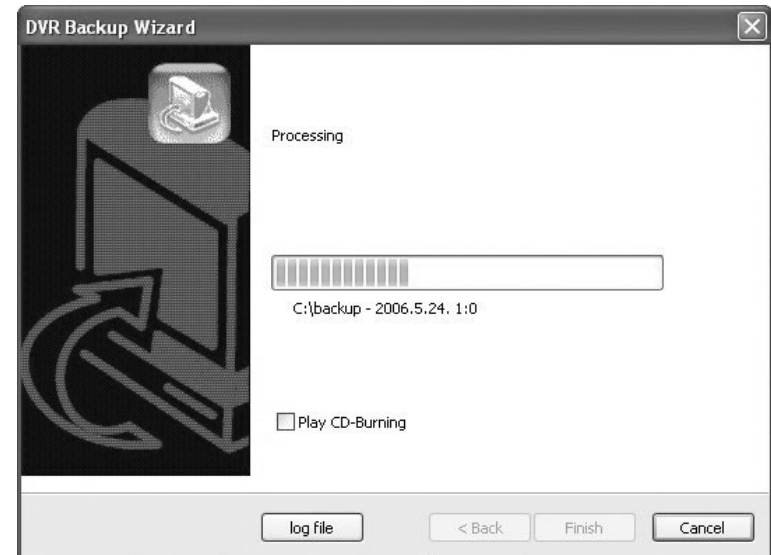 DVR Backup Wizard
Processing
C:\backup - 2006.5.24. 1:0
Play CD-Burning
log file
< Back
Finish
Cancel